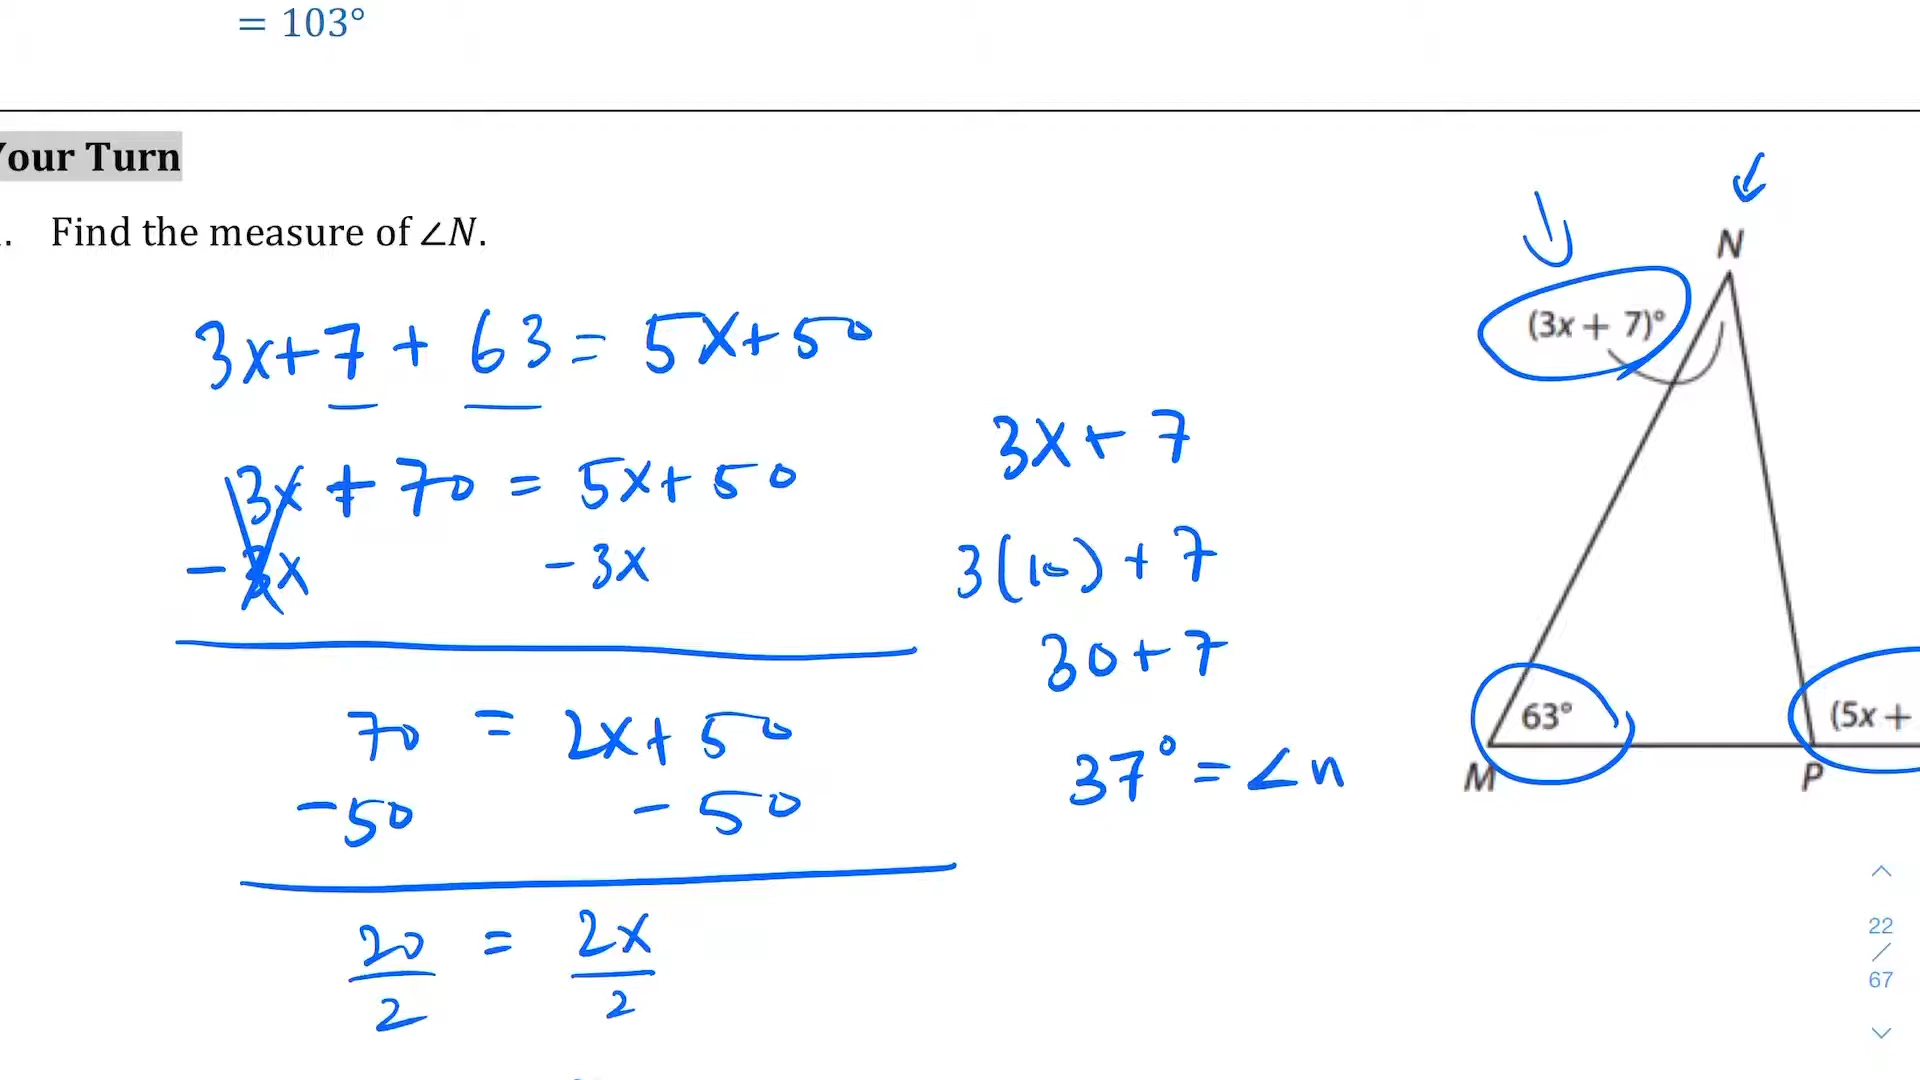 = 103°
Your Turn
. Find the measure of ∠N.
3x+7 + 63 = 5x+50
3x + 70 = 5x+50
-3x -3x
70 = 2x+50
-50 -50
20 = 2x
2 2
3x+7
3(10)+7
30+7
37° = ∠n
N
(3x + 7)°
63°
(5x +
M
P
22
/
67